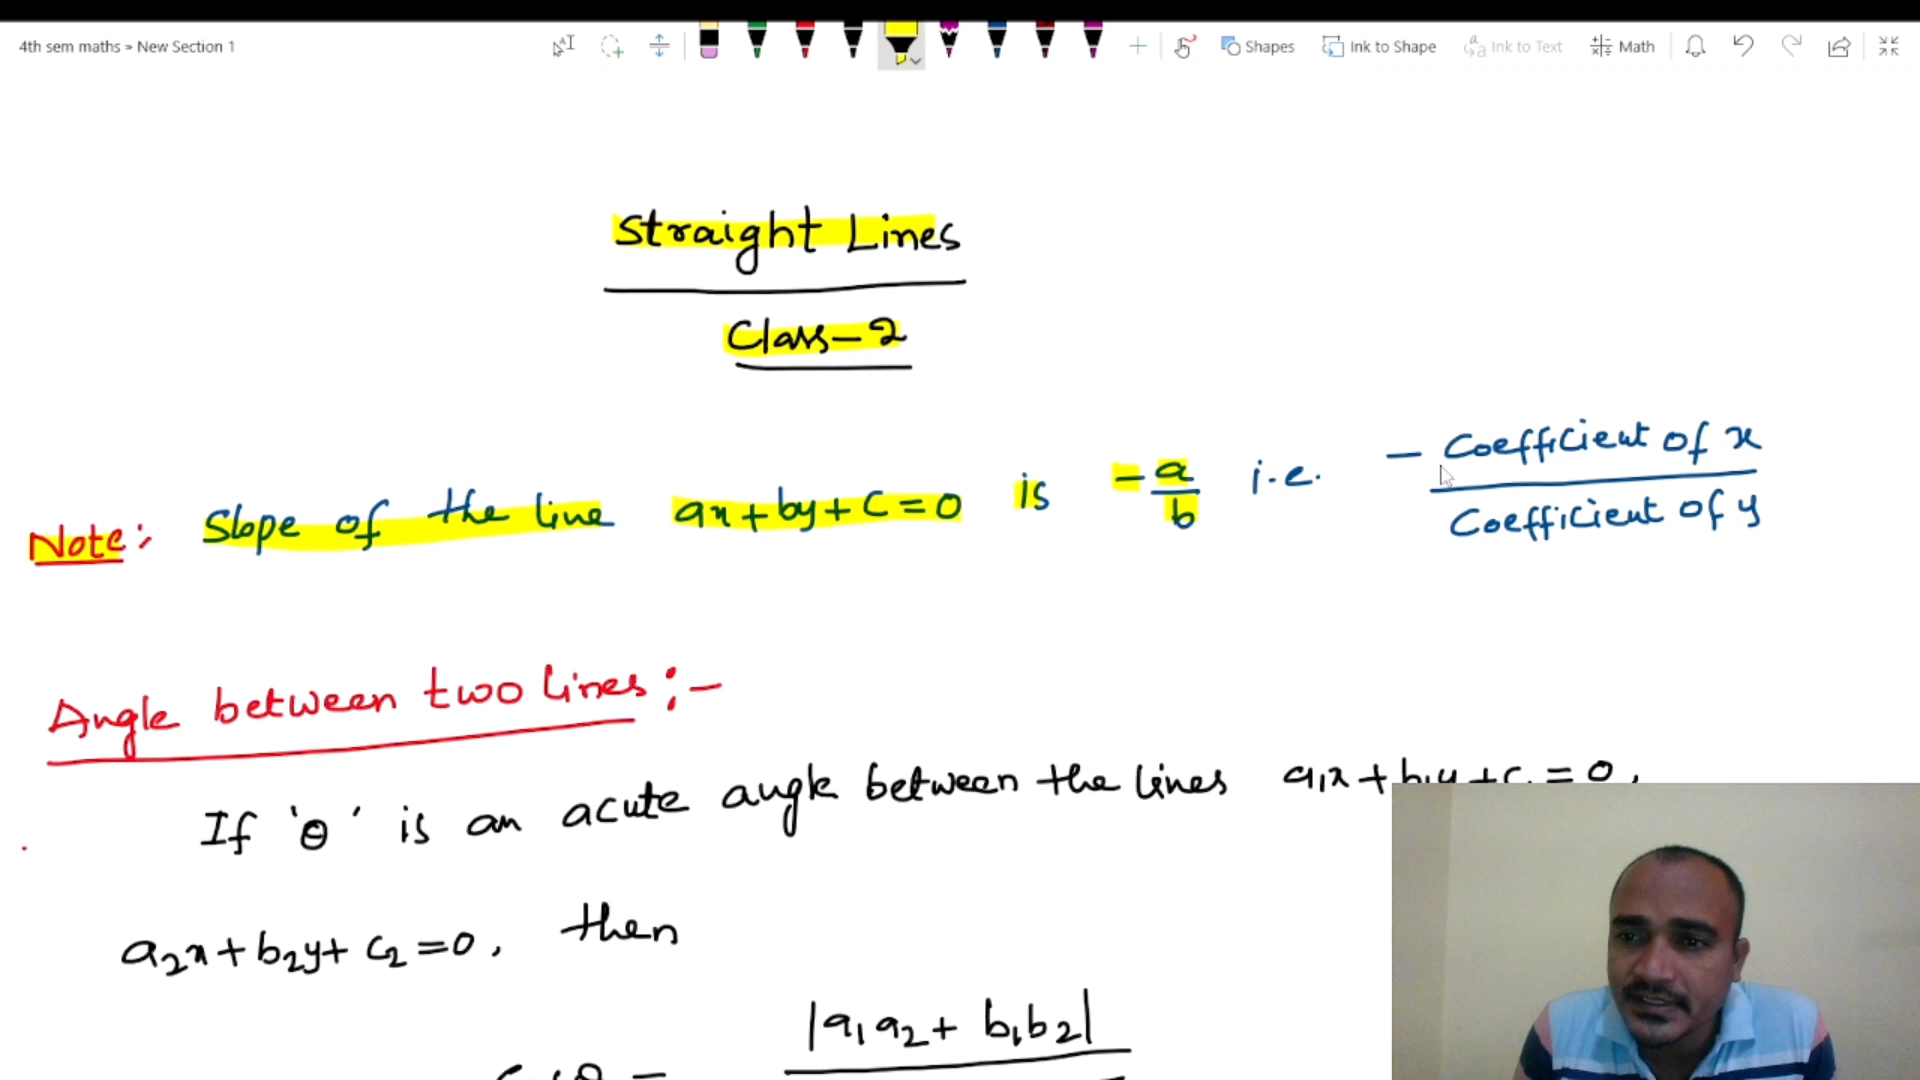 4th sem maths » New Section 1
Shapes Ink to Shape Ink to Text Math
Straight Lines
Class-2
Note: Slope of the line ax+by+c=0 is -a/b i.e. - Coefficient of x / Coefficient of y
Angle between two lines :-
If 'θ' is an acute angle between the lines a₁x+b₁y+c₁=0,
a₂x+b₂y+c₂=0, then
|a₁a₂+b₁b₂|
Cosθ =